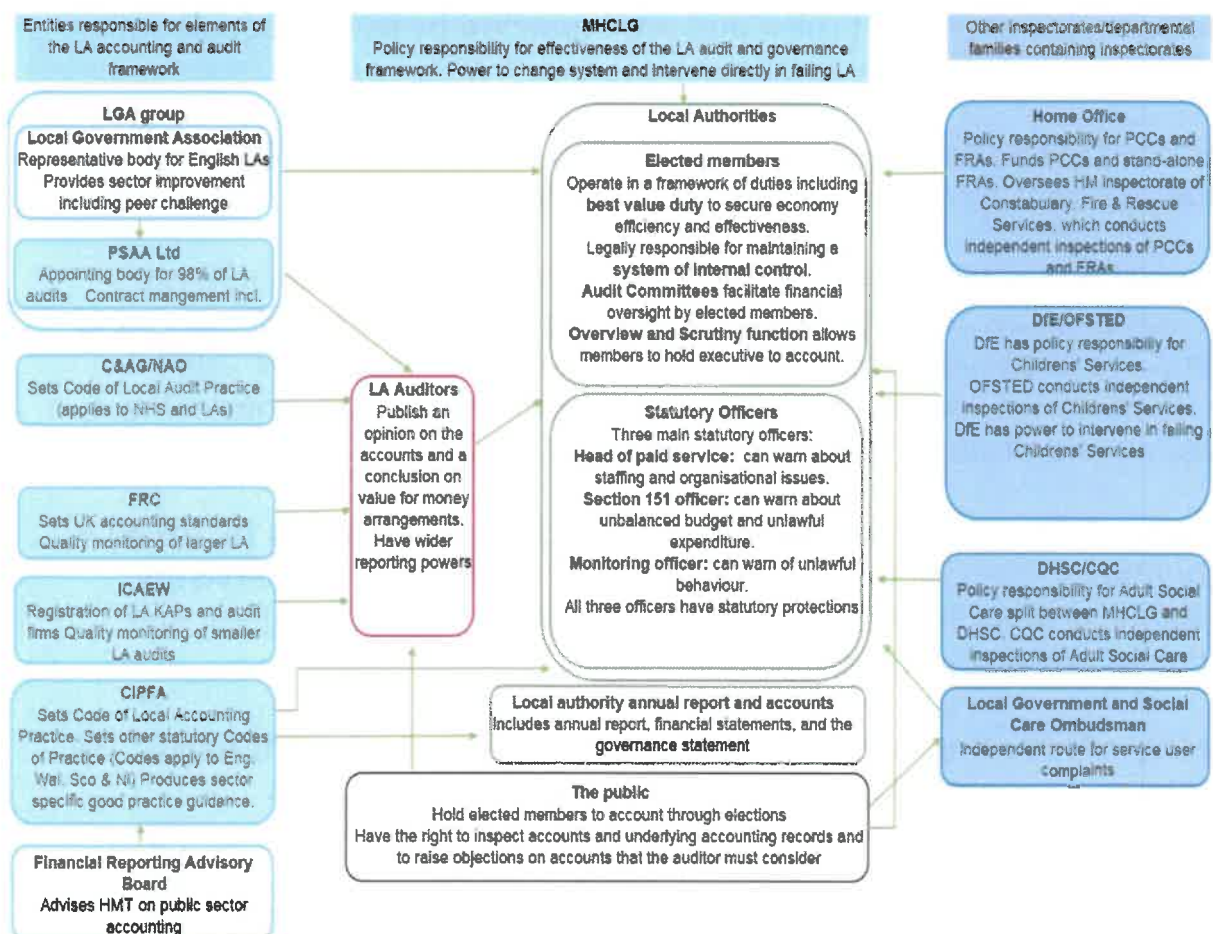 Entities responsible for elements of
the LA accounting and audit
framework
MHCLG
Policy responsibility for effectiveness of the LA audit and governance
framework. Power to change system and intervene directly in failing LA
Other inspectorates/departmental
families containing inspectorates
LGA group
Local Government Association
Representative body for English LAs
Provides sector improvement
including peer challenge
PSAA Ltd
Appointing body for 98% of LA
audits Contract mangement incl.
C&AG/NAO
Sets Code of Local Audit Practice
(applies to NHS and LAs)
FRC
Sets UK accounting standards
Quality monitoring of larger LA
ICAEW
Registration of LA KAPs and audit
firms Quality monitoring of smaller
LA audits
CIPFA
Sets Code of Local Accounting
Practice. Sets other statutory Codes
of Practice (Codes apply to Eng.
Wal. Sco & NI) Produces sector
specific good practice guidance.
Financial Reporting Advisory
Board
Advises HMT on public sector
accounting
LA Auditors
Publish an
opinion on the
accounts and a
conclusion on
value for money
arrangements.
Have wider
reporting powers
Local Authorities
Elected members
Operate in a framework of duties including
best value duty to secure economy
efficiency and effectiveness.
Legally responsible for maintaining a
system of internal control.
Audit Committees facilitate financial
oversight by elected members.
Overview and Scrutiny function allows
members to hold executive to account.
Statutory Officers
Three main statutory officers:
Head of paid service: can warn about
staffing and organisational issues.
Section 151 officer: can warn about
unbalanced budget and unlawful
expenditure.
Monitoring officer: can warn of unlawful
behaviour.
All three officers have statutory protections
Local authority annual report and accounts
Includes annual report, financial statements, and the
governance statement
The public
Hold elected members to account through elections
Have the right to inspect accounts and underlying accounting records and
to raise objections on accounts that the auditor must consider
Home Office
Policy responsibility for PCCs and
FRAs. Funds PCCs and stand-alone
FRAs. Oversees HM inspectorate of
Constabulary, Fire & Rescue
Services, which conducts
independent inspections of PCCs
and FRAs
DfE/OFSTED
DfE has policy responsibility for
Childrens' Services.
OFSTED conducts independent
inspections of Childrens' Services.
DfE has power to intervene in failing
Childrens' Services
DHSC/CQC
Policy responsibility for Adult Social
Care split between MHCLG and
DHSC. CQC conducts independent
inspections of Adult Social Care
Local Government and Social
Care Ombudsman
Independent route for service user
complaints